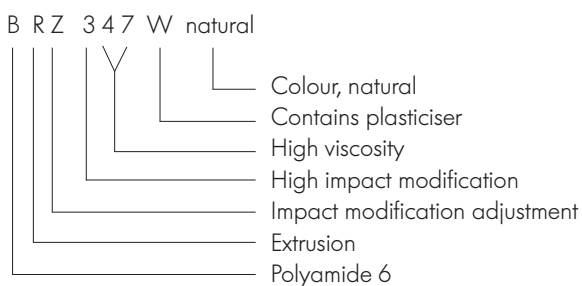 B R Z 3 4 7 W natural
Colour, natural
Contains plasticiser
High viscosity
High impact modification
Impact modification adjustment
Extrusion
Polyamide 6